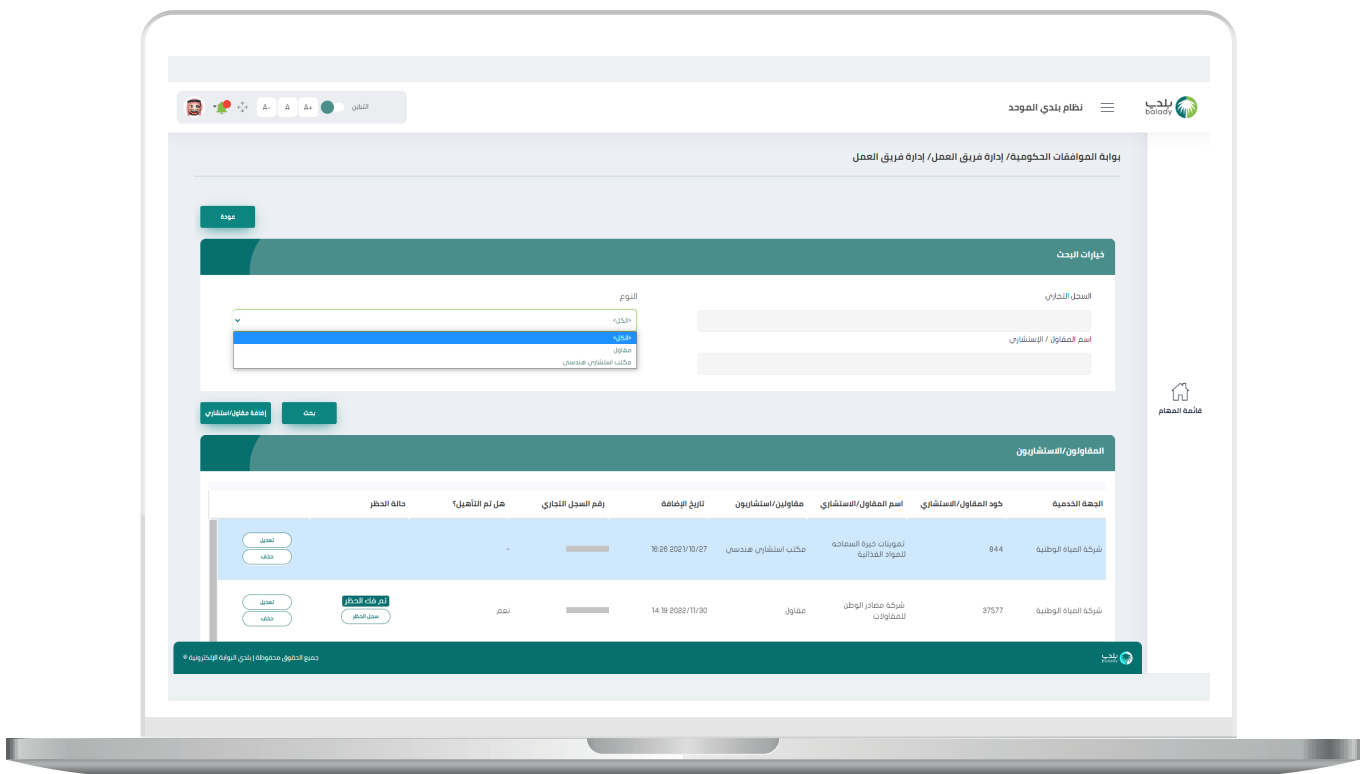 بلدي
balady
نظام بلدي الموحد
التباين
A+
A
A-
بوابة الموافقات الحكومية/ إدارة فريق العمل/ إدارة فريق العمل
عودة
خيارات البحث
السجل التجاري
النوع
<الكل>
<الكل>
مقاول
مكتب استشاري هندسي
اسم المقاول / الإستشاري
بحث
إضافة مقاول/استشاري
قائمة المهام
المقاولون/الاستشاريون
الجهة الخدمية كود المقاول/الاستشاري اسم المقاول/الاستشاري مقاولين/استشاريون تاريخ الإضافة رقم السجل التجاري هل تم التأهيل؟ حالة الحظر
شركة المياة الوطنية 844 تموينات خيرة السماحه للمواد الغذائية مكتب استشاري هندسي 2021/10/27 16:26 - تعديل حذف
شركة المياة الوطنية 37577 شركة مصادر الوطن للمقاولات مقاول 2022/11/30 14:19 نعم تم فك الحظر سجل الحظر تعديل حذف
بلدي
balady
جميع الحقوق محفوظة | بلدي البوابة الإلكترونية ©